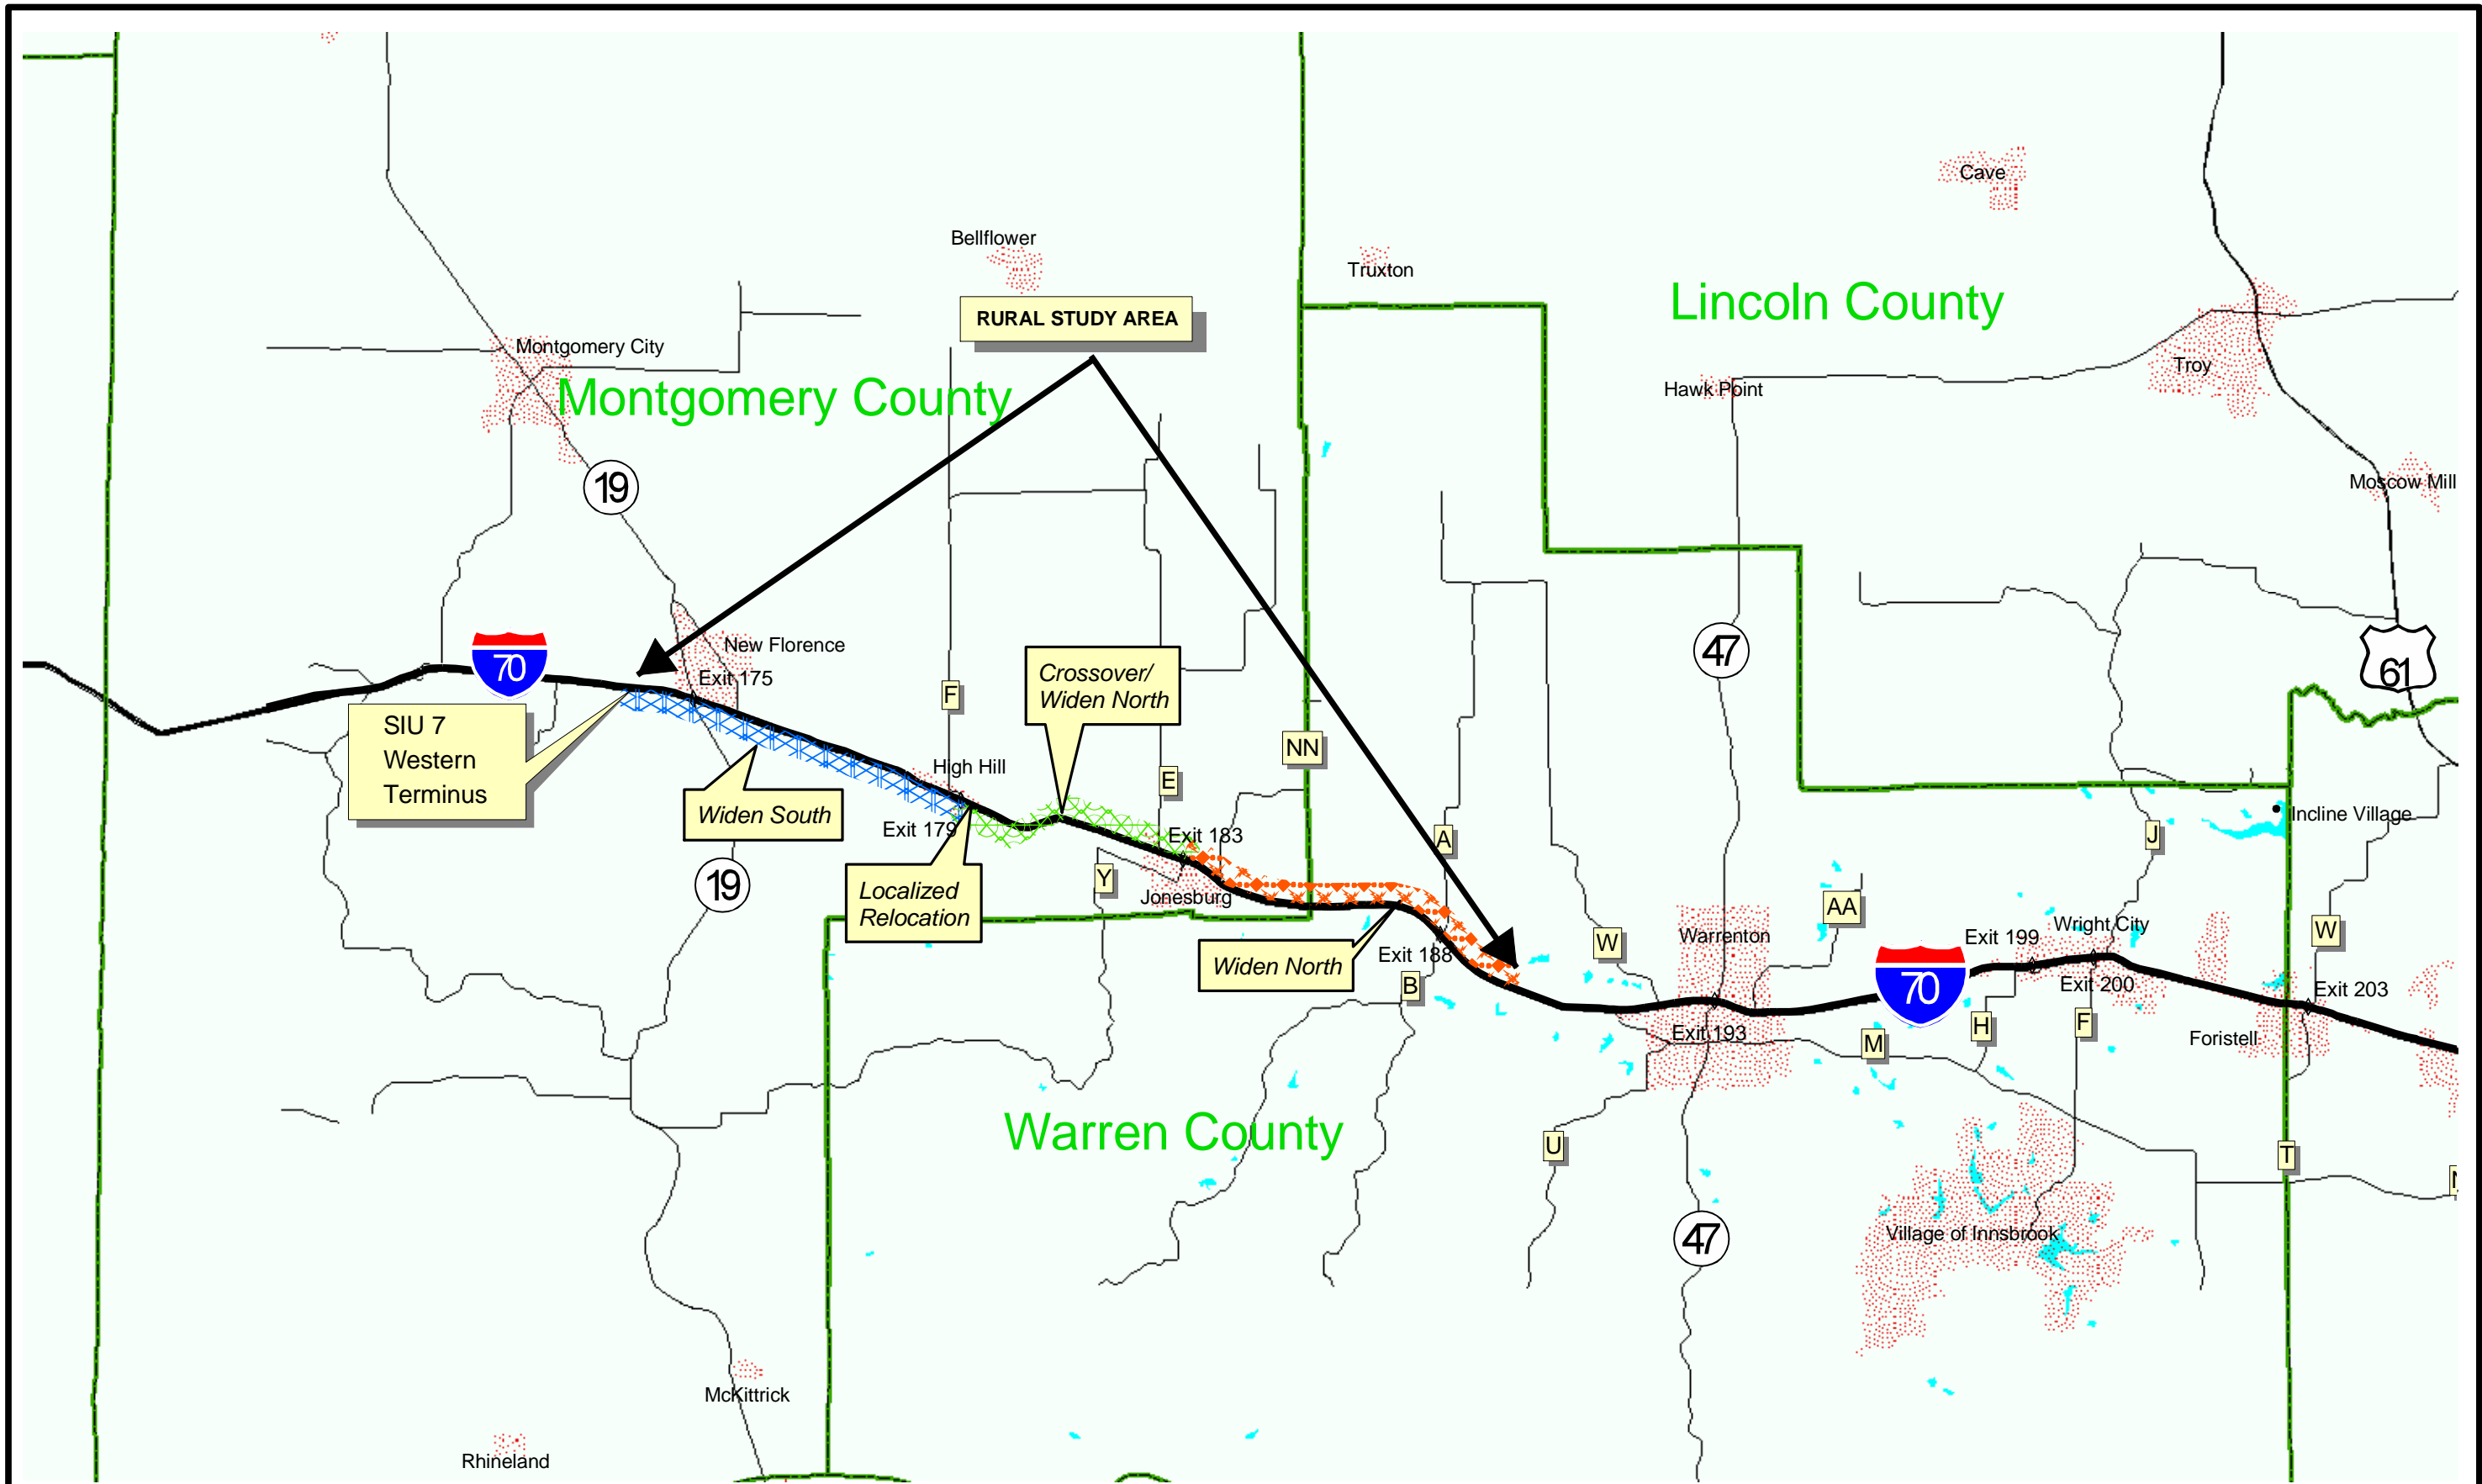 Cave
Bellflower
Truxton
Lincoln County
RURAL STUDY AREA
Montgomery City
Troy
Montgomery County
Hawk Point
19
Moscow Mill
New Florence
47
70
Exit 175
61
Crossover/
Widen North
F
SIU 7
Western
Terminus
NN
High Hill
E
Widen South
Incline Village
Exit 179
Exit 183
A
J
19
Y
Localized
Relocation
Jonesburg
AA
Wright City
W
Warrenton
Exit 199
W
Widen North
Exit 188
B
70
Exit 200
Exit 203
H
F
Exit 193
M
Foristell
Warren County
U
T
47
Village of Innsbrook
McKittrick
Rhineland